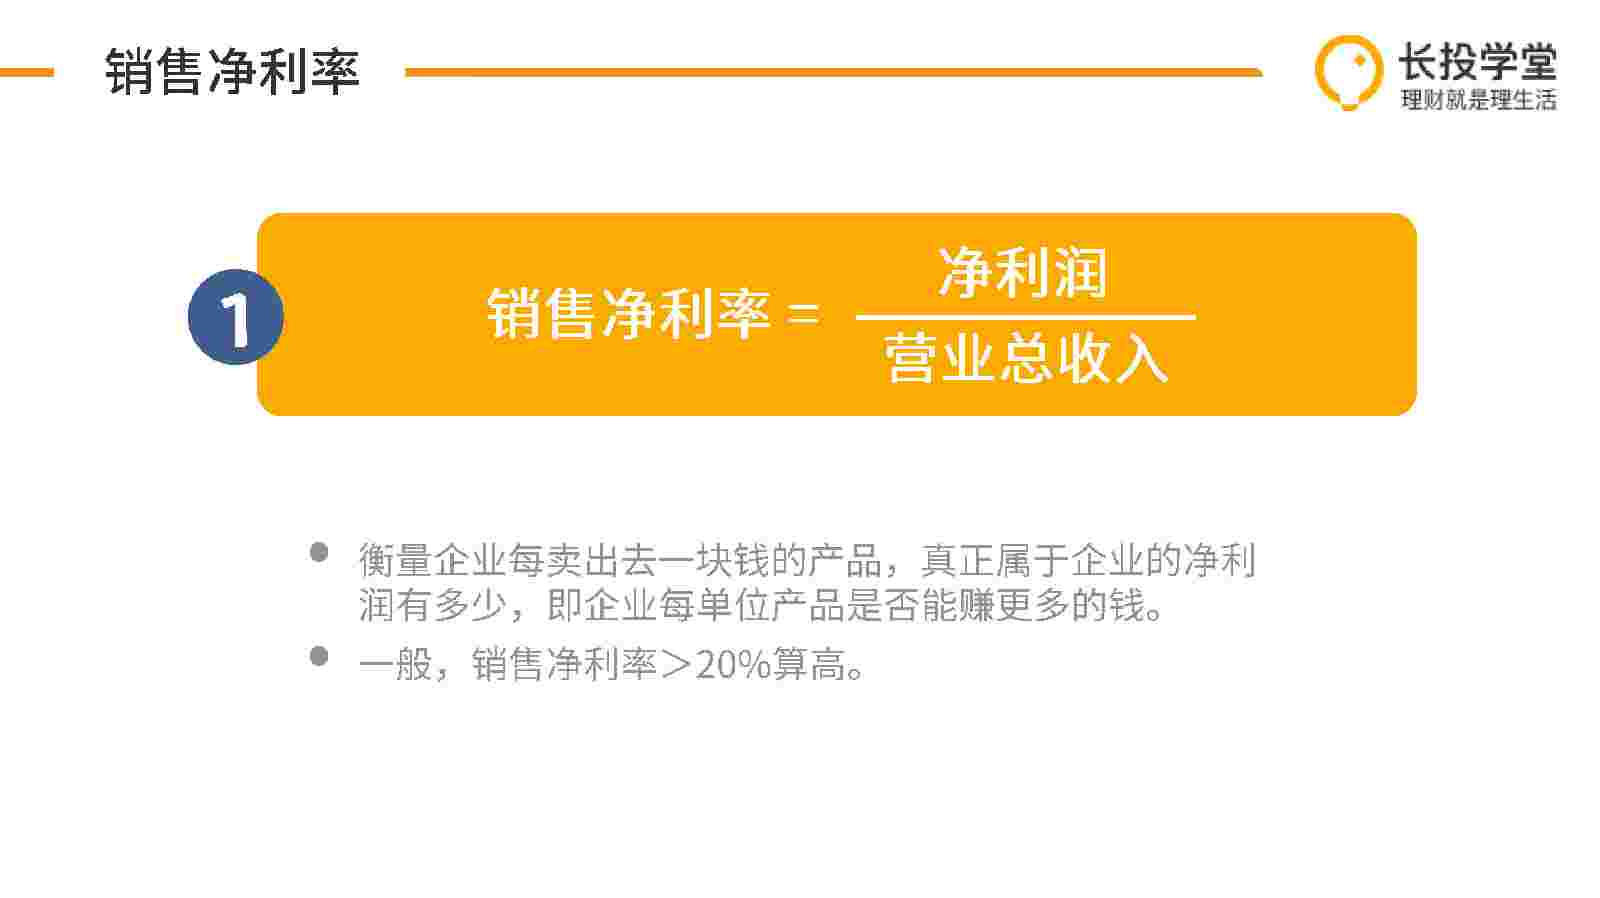 销售净利率
长投学堂
理财就是理生活
1
销售净利率 =
净利润
营业总收入
衡量企业每卖出去一块钱的产品，真正属于企业的净利
润有多少，即企业每单位产品是否能赚更多的钱。
一般，销售净利率＞20%算高。